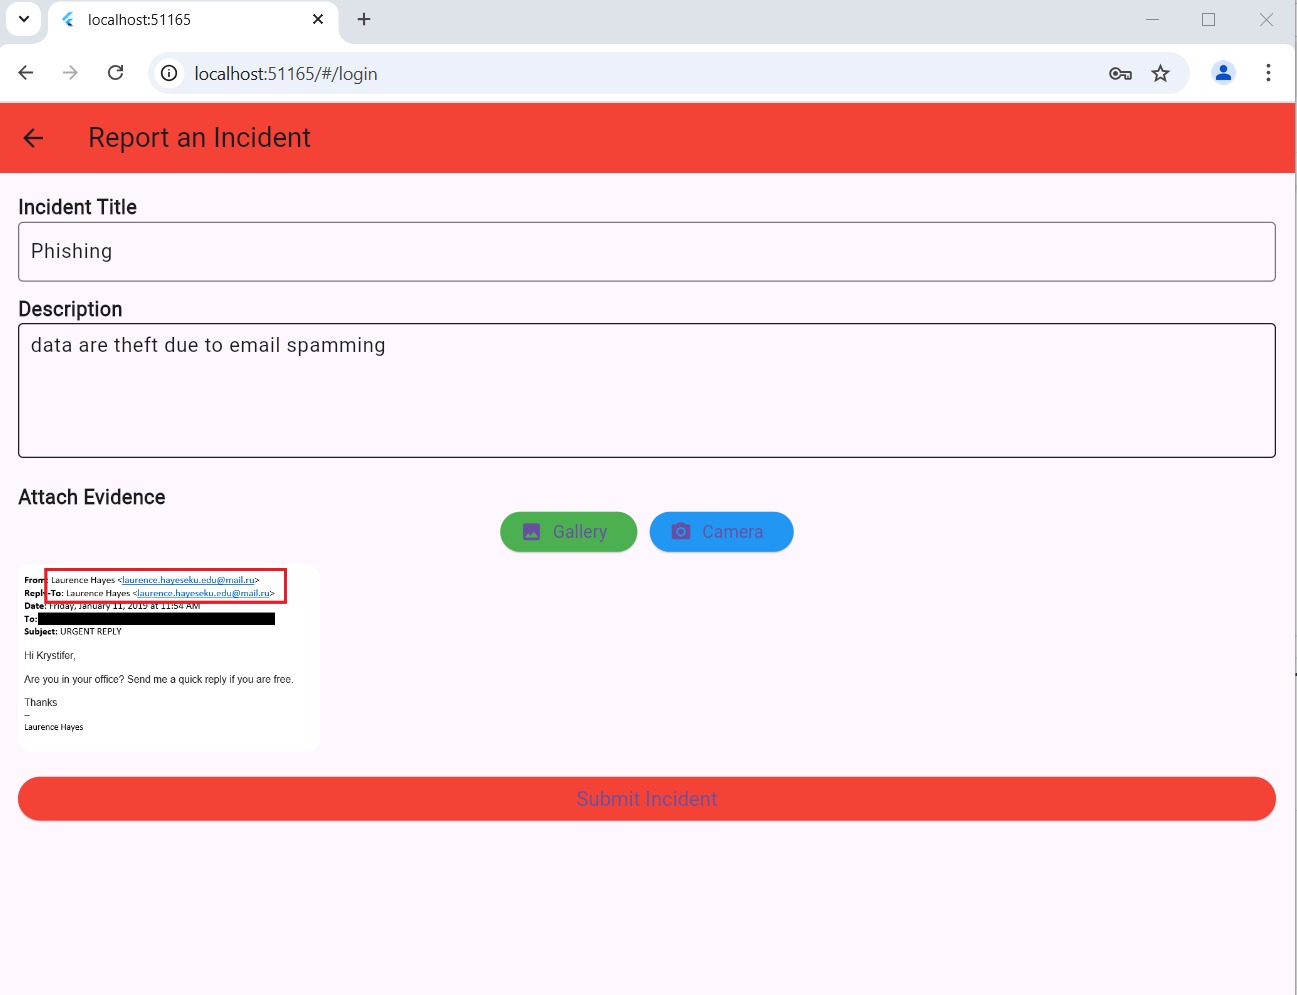 localhost:51165
localhost:51165/#/login
Report an Incident
Incident Title
Phishing
Description
data are theft due to email spamming
Attach Evidence
Gallery
Camera
From: Laurence Hayes <laurence.hayeseku.edu@mail.ru>
Reply-To: Laurence Hayes <laurence.hayeseku.edu@mail.ru>
Date: Friday, January 11, 2019 at 11:54 AM
To:
Subject: URGENT REPLY
Hi Krystifer,
Are you in your office? Send me a quick reply if you are free.
Thanks
--
Laurence Hayes
Submit Incident